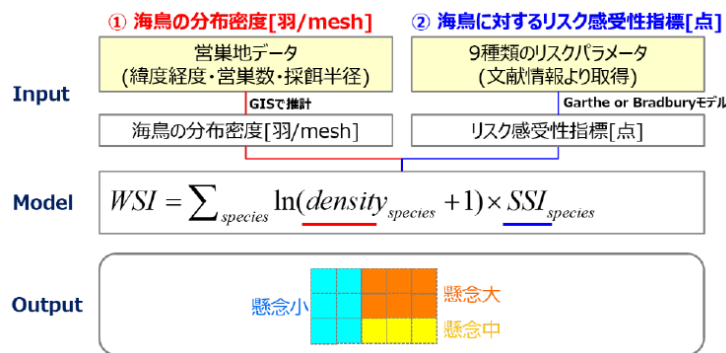 ① 海鳥の分布密度[羽/mesh]
② 海鳥に対するリスク感受性指標[点]
Input
営巣地データ
(緯度経度・営巣数・採餌半径)
9種類のリスクパラメータ
(文献情報より取得)
GISで推計
Garthe or Bradburyモデル
海鳥の分布密度[羽/mesh]
リスク感受性指標[点]
Model
WSI = ∑species ln(densityspecies +1)× SSIspecies
Output
懸念小
懸念大
懸念中